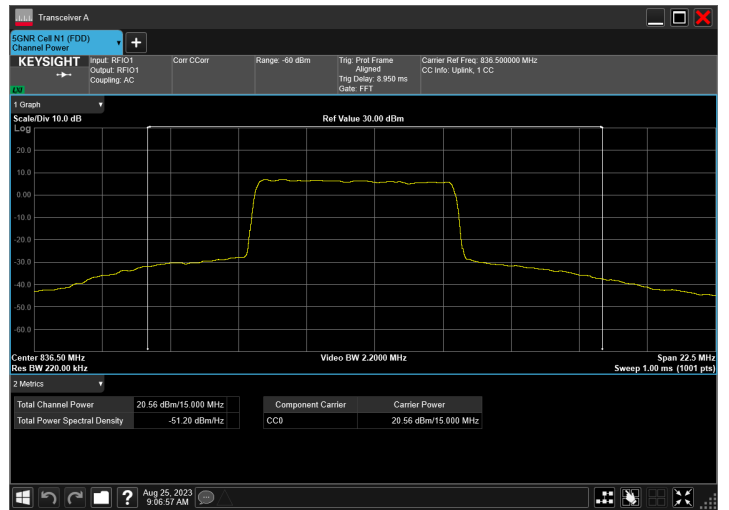 Transceiver A
5GNR Cell N1 (FDD)
Channel Power
KEYSIGHT
Input: RFIO1
Output: RFIO1
Coupling: AC
Corr CCorr
Range: -60 dBm
Trig: Prot Frame
Aligned
Trig Delay: 8.950 ms
Gate: FFT
Carrier Ref Freq: 836.500000 MHz
CC Info: Uplink, 1 CC
LXI
1 Graph
Scale/Div 10.0 dB
Ref Value 30.00 dBm
Log
20.0
10.0
0.00
-10.0
-20.0
-30.0
-40.0
-50.0
-60.0
Center 836.50 MHz
Video BW 2.2000 MHz
Span 22.5 MHz
Res BW 220.00 kHz
Sweep 1.00 ms (1001 pts)
2 Metrics
Total Channel Power 20.56 dBm/15.000 MHz
Total Power Spectral Density -51.20 dBm/Hz
Component Carrier Carrier Power
CC0 20.56 dBm/15.000 MHz
Aug 25, 2023
9:06:57 AM